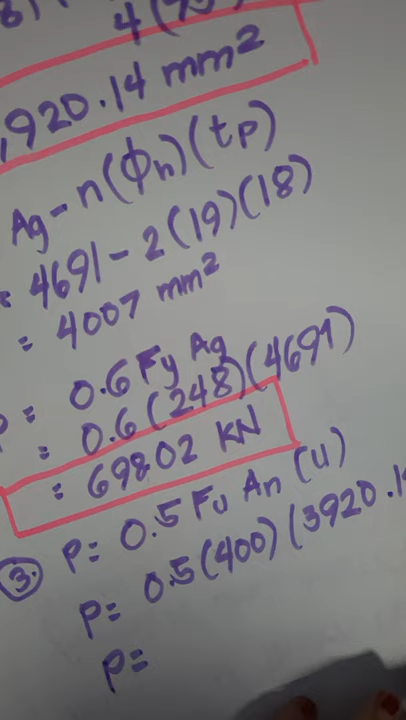 4(75
,920.14 mm²
Ag - n(ϕh)(tp)
= 4691 - 2(19)(18)
= 4007 mm²
P = 0.6 Fy Ag
= 0.6(248)(4691)
= 698.02 KN
3. P = 0.5 Fu An (U)
P = 0.5(400)(3920.1
P =